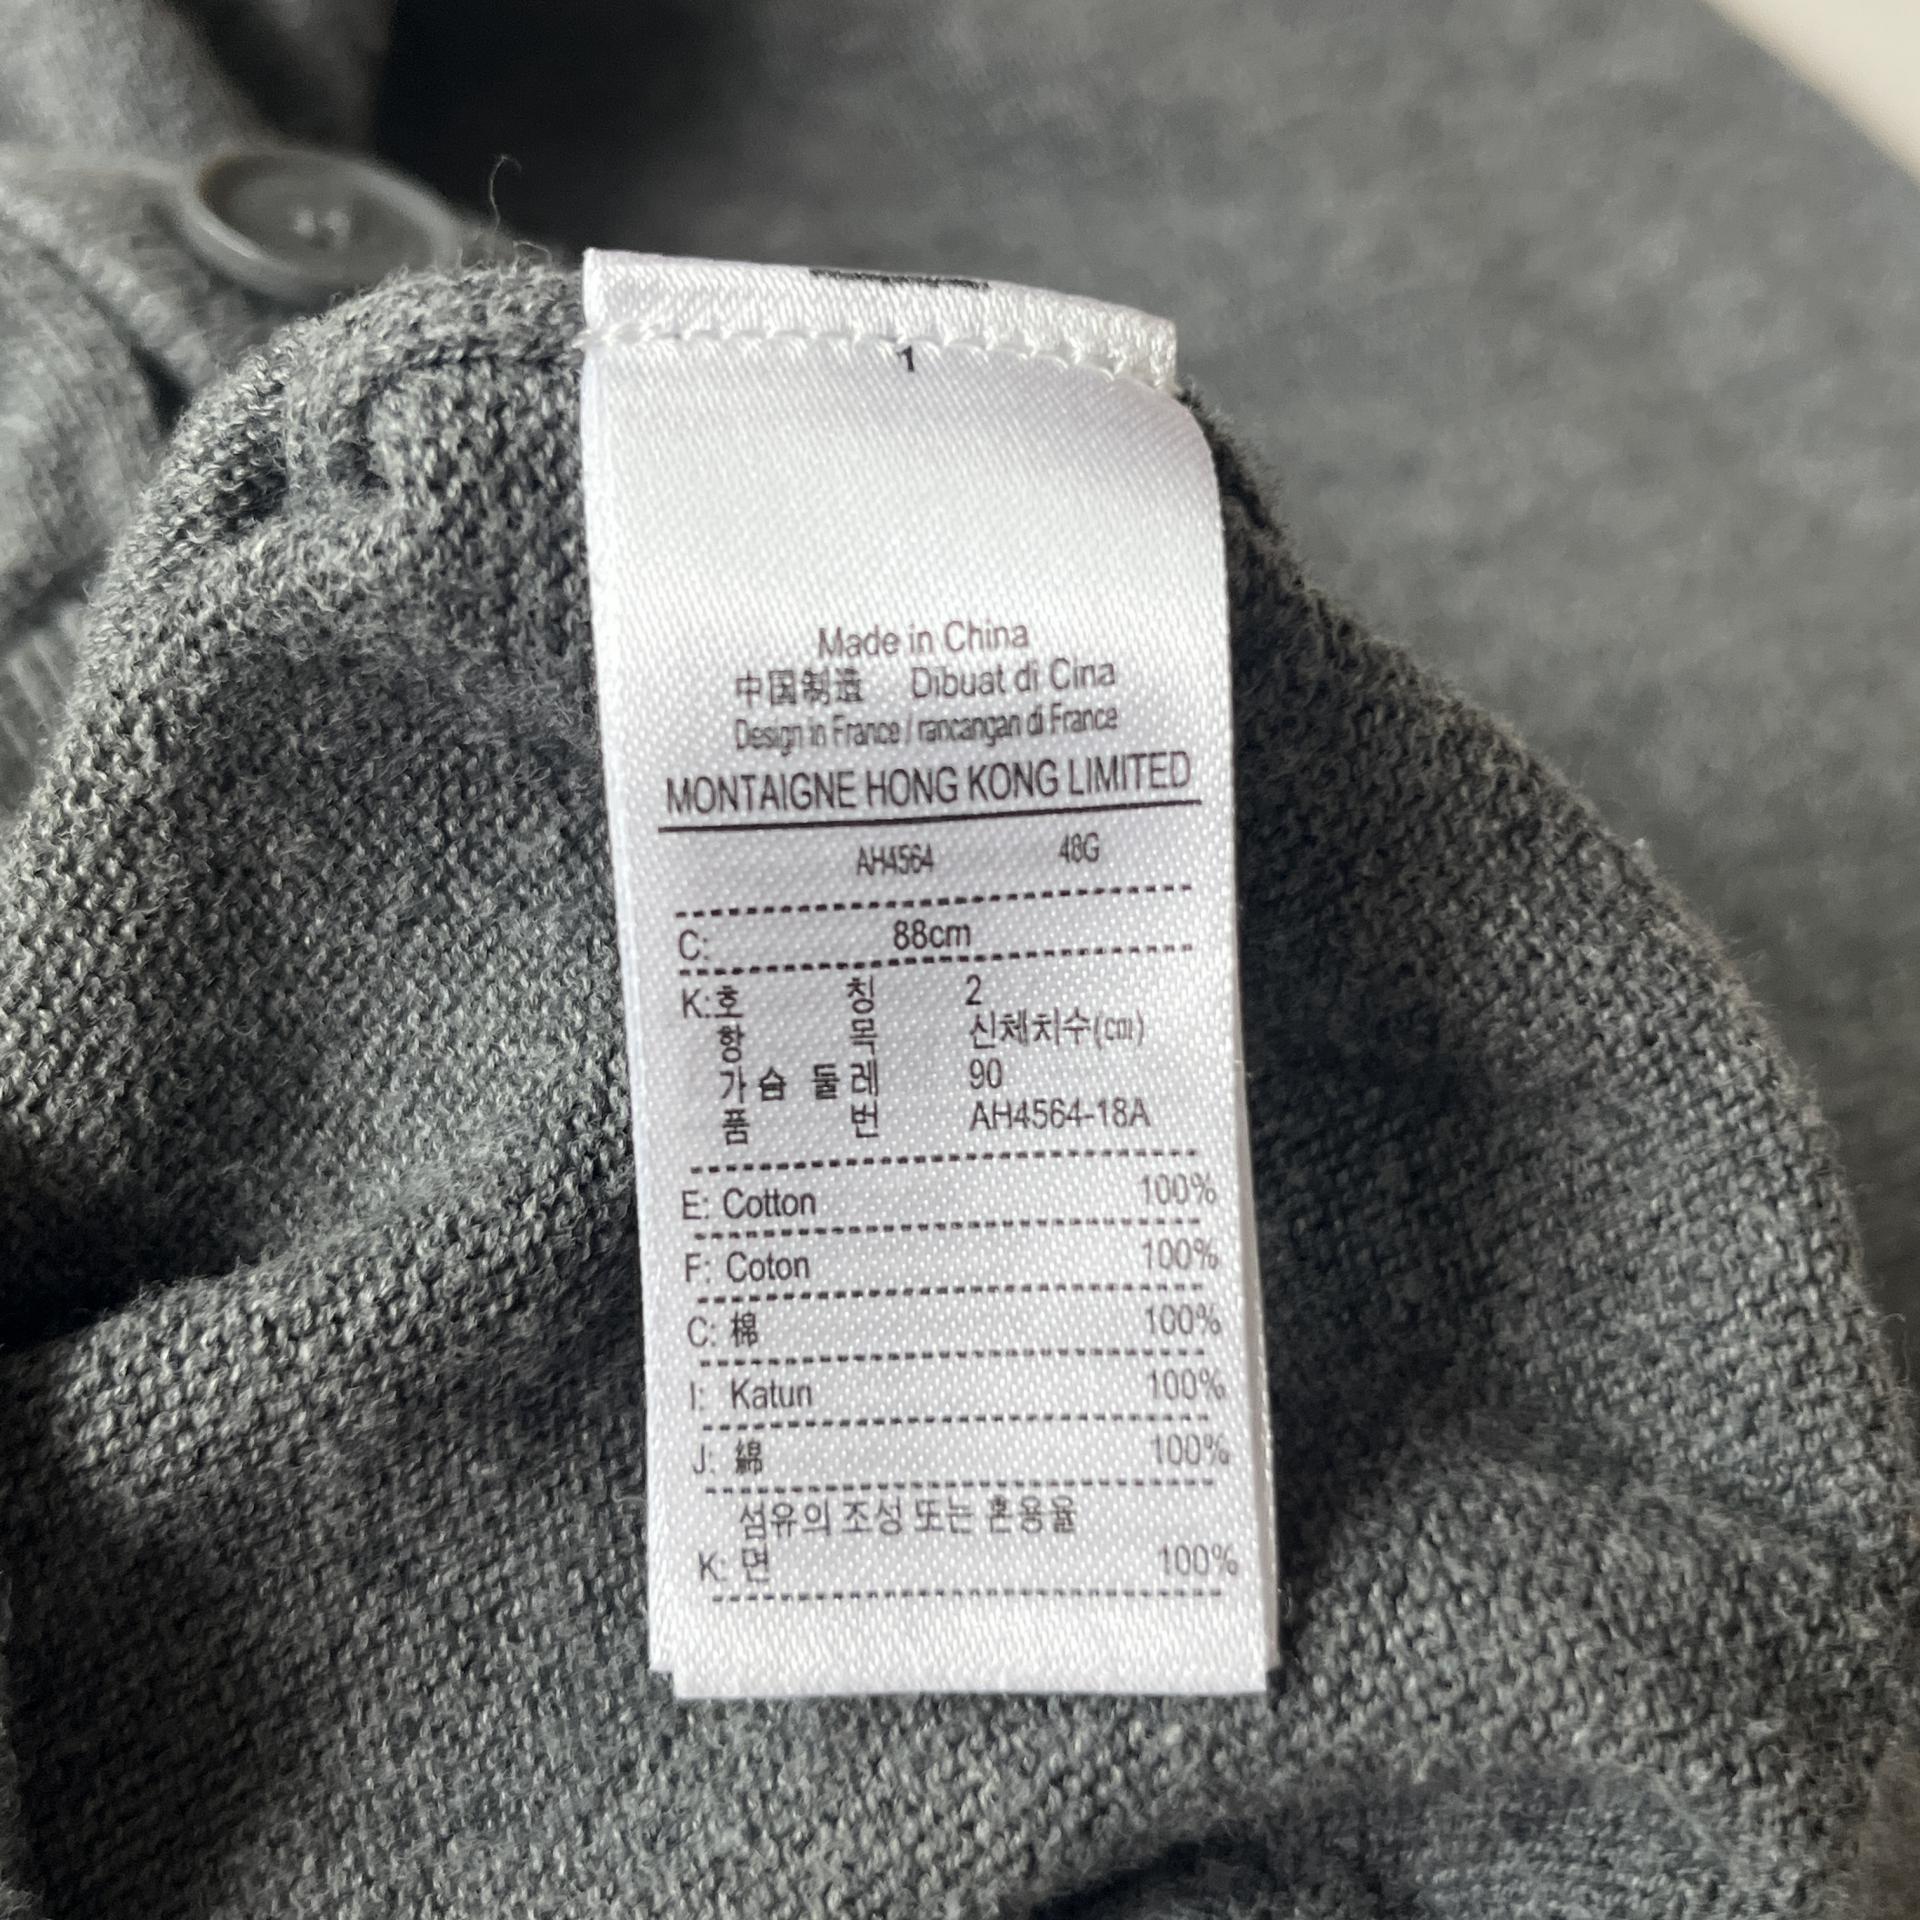 1
Made in China
中国制造 Dibuat di Cina
Design in France / rancangan di France
MONTAIGNE HONG KONG LIMITED
AH4564 48G
C: 88cm
K:호 칭 2
항 목 신체치수(㎝)
가슴 둘레 90
품 번 AH4564-18A
E: Cotton 100%
F: Coton 100%
C: 棉 100%
I: Katun 100%
J: 綿 100%
섬유의 조성 또는 혼용율
K: 면 100%